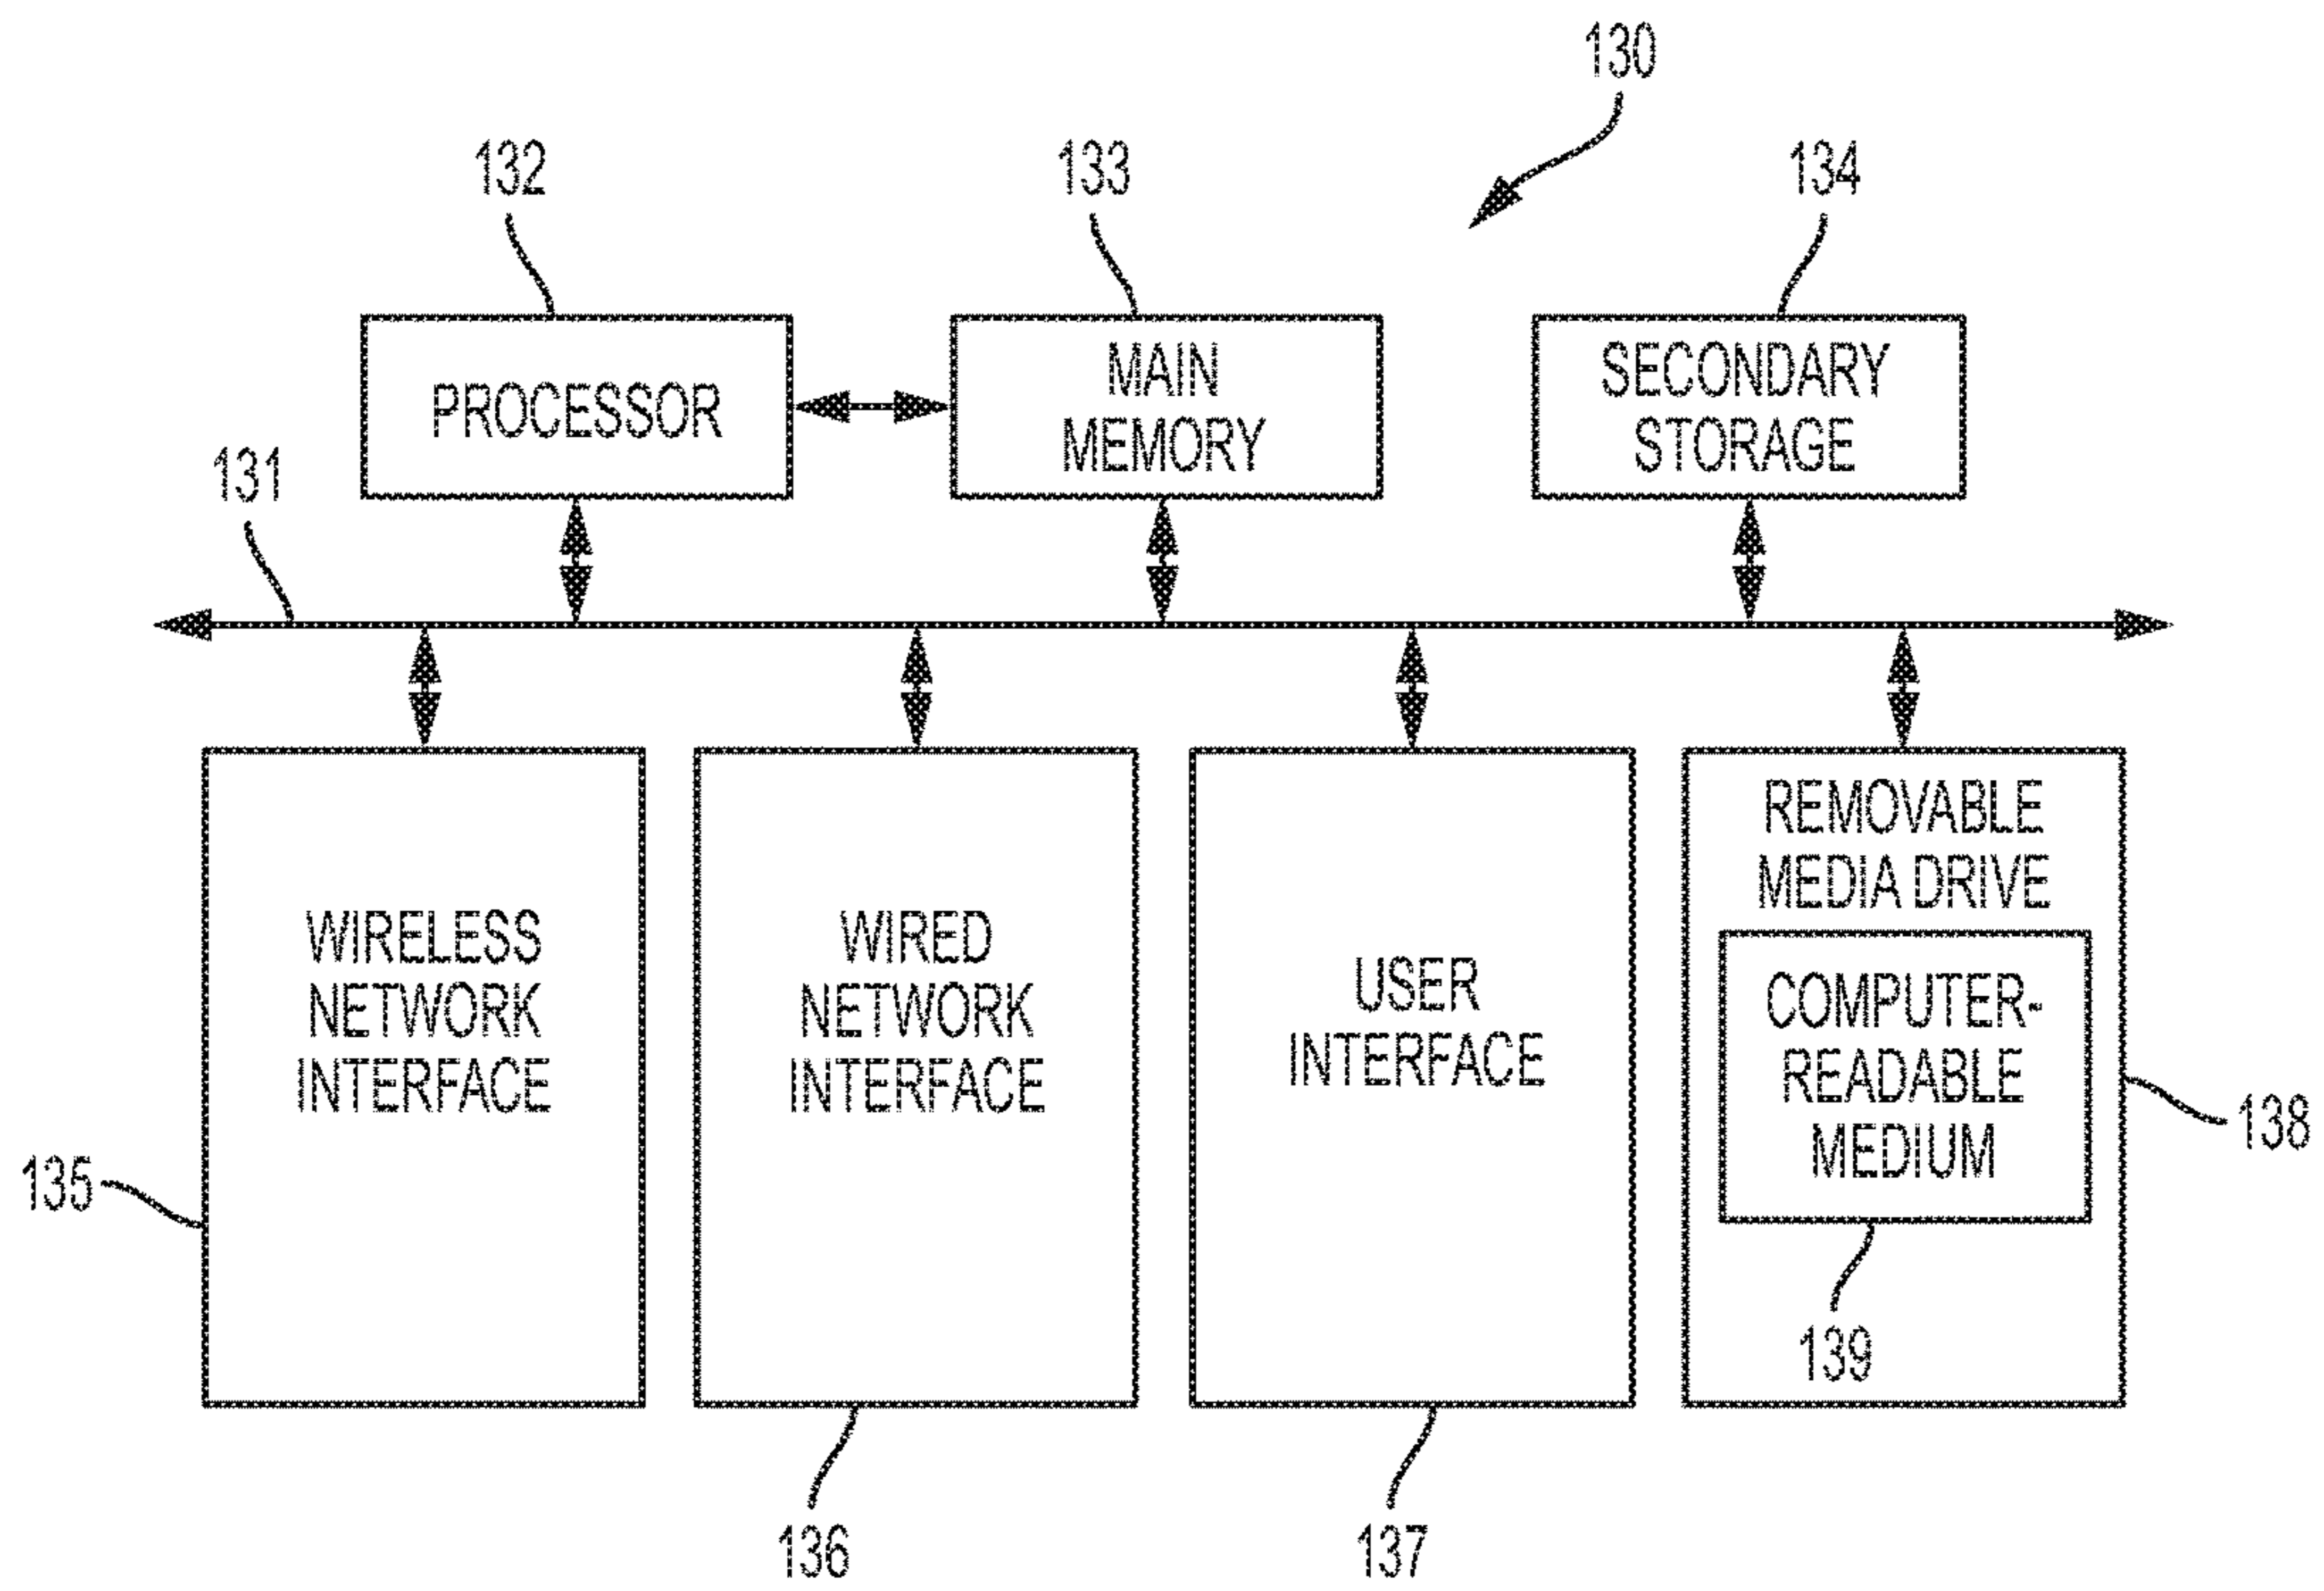 130
132
133
134
PROCESSOR
MAIN
MEMORY
SECONDARY
STORAGE
131
WIRELESS
NETWORK
INTERFACE
WIRED
NETWORK
INTERFACE
USER
INTERFACE
REMOVABLE
MEDIA DRIVE
COMPUTER-
READABLE
MEDIUM
135
138
139
136
137